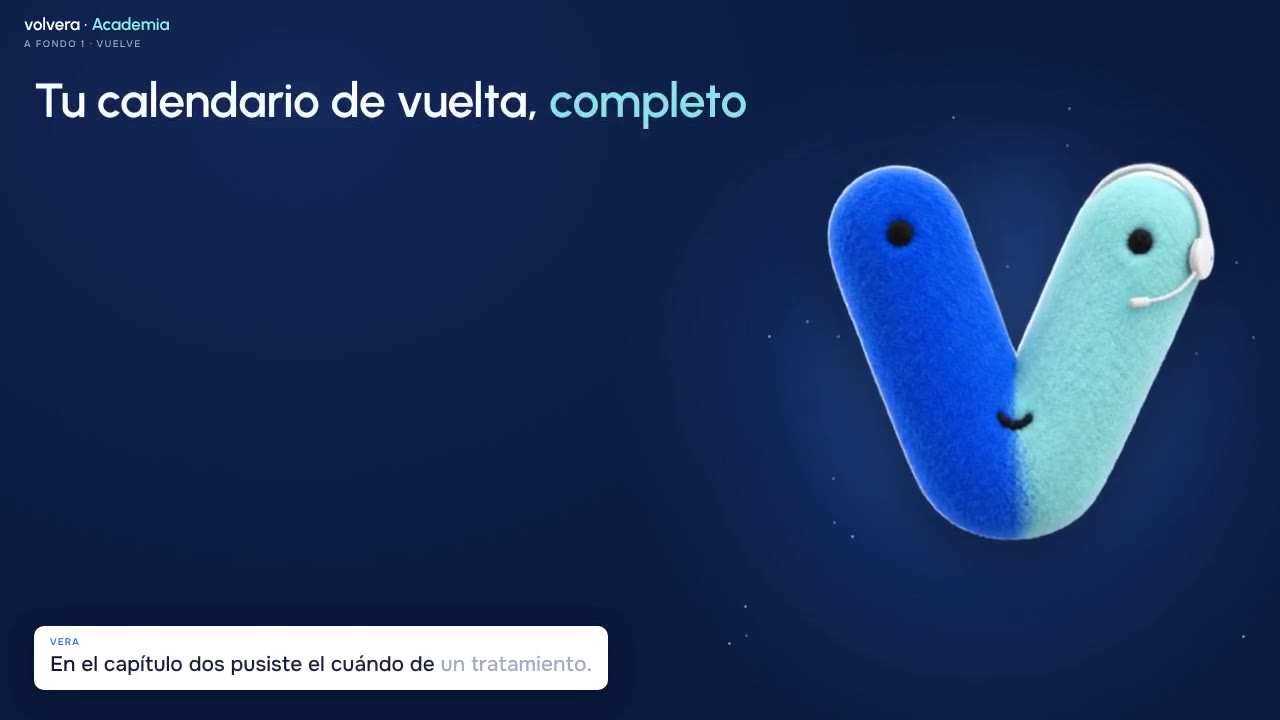 volvera · Academia
A FONDO 1 · VUELVE
Tu calendario de vuelta, completo
VERA
En el capítulo dos pusiste el cuándo de un tratamiento.